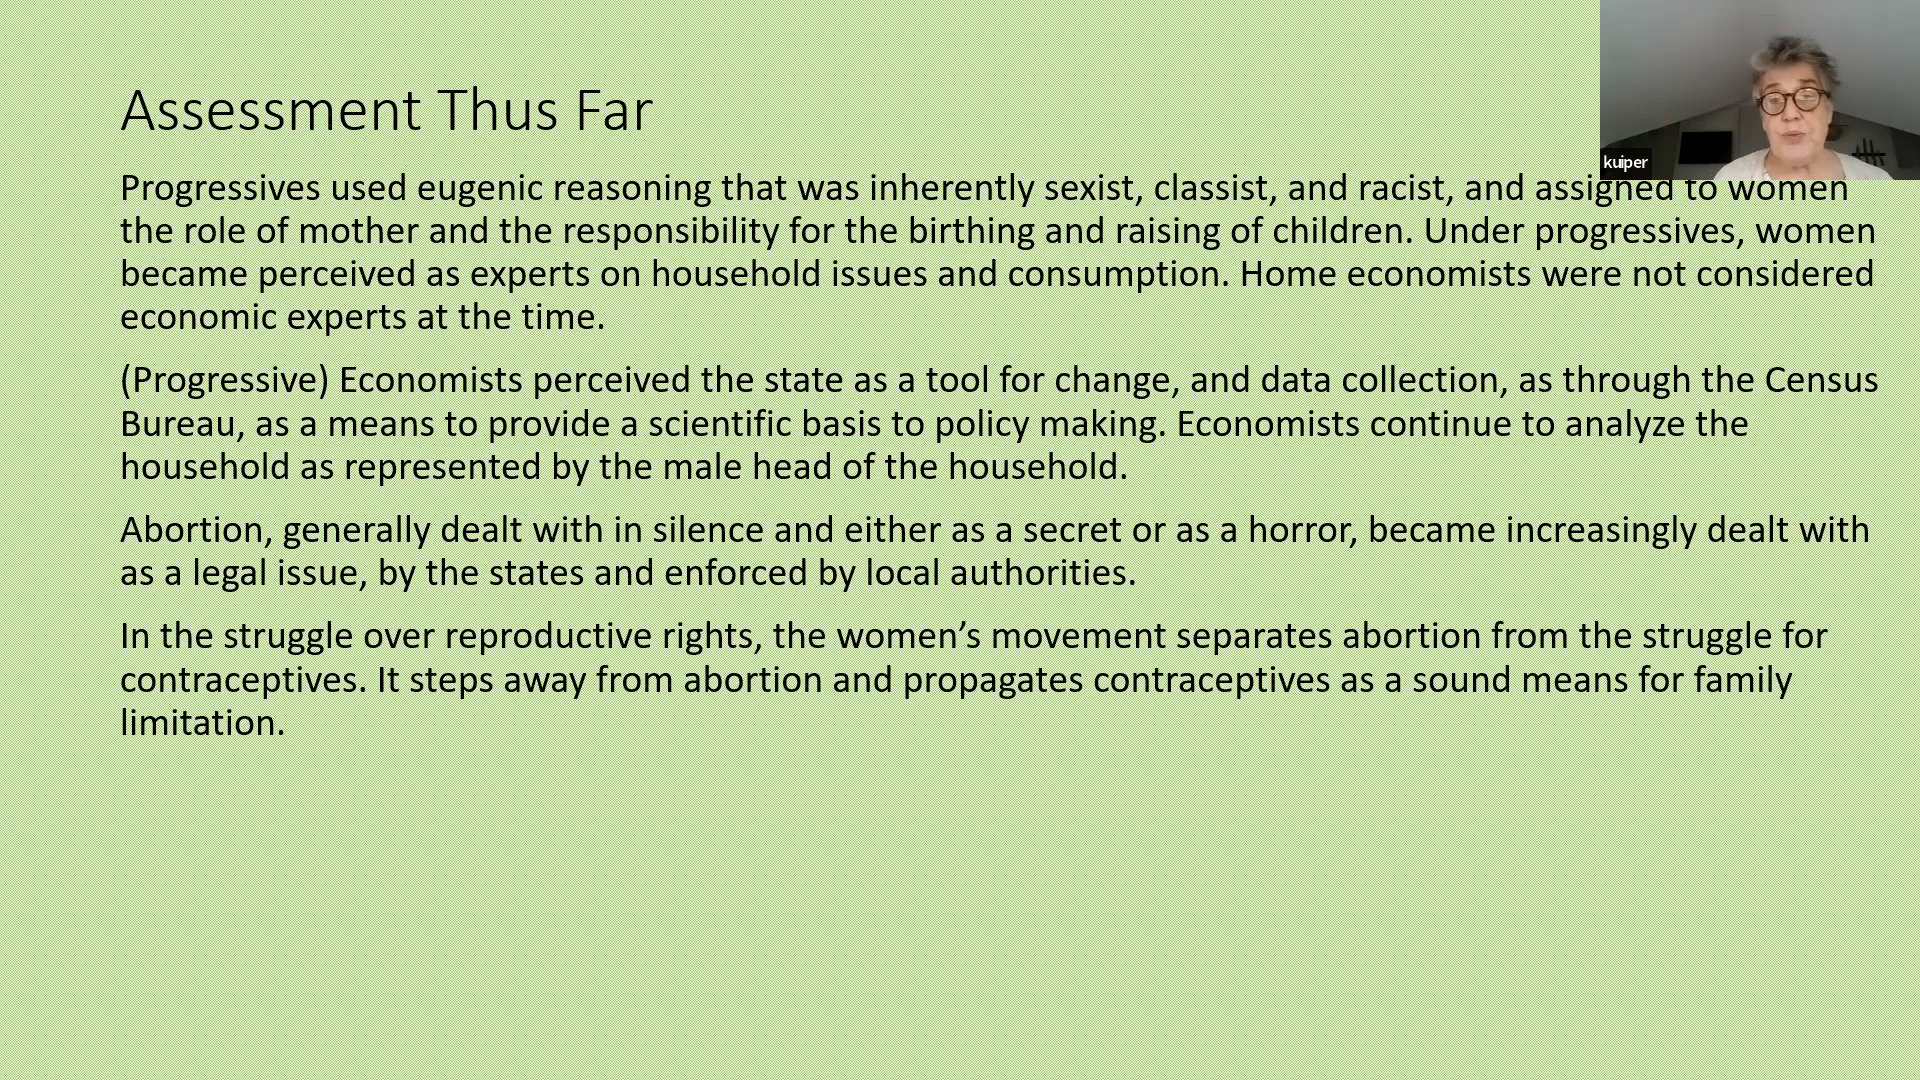 Assessment Thus Far
kuiper
Progressives used eugenic reasoning that was inherently sexist, classist, and racist, and assigned to women
the role of mother and the responsibility for the birthing and raising of children. Under progressives, women
became perceived as experts on household issues and consumption. Home economists were not considered
economic experts at the time.
(Progressive) Economists perceived the state as a tool for change, and data collection, as through the Census
Bureau, as a means to provide a scientific basis to policy making. Economists continue to analyze the
household as represented by the male head of the household.
Abortion, generally dealt with in silence and either as a secret or as a horror, became increasingly dealt with
as a legal issue, by the states and enforced by local authorities.
In the struggle over reproductive rights, the women’s movement separates abortion from the struggle for
contraceptives. It steps away from abortion and propagates contraceptives as a sound means for family
limitation.